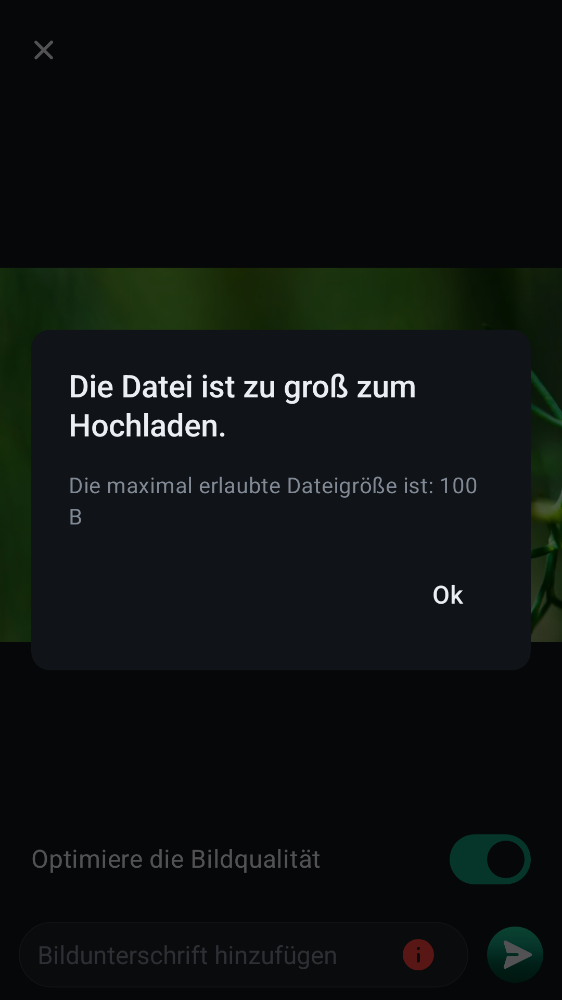 Die Datei ist zu groß zum
Hochladen.
Die maximal erlaubte Dateigröße ist: 100
B
Ok
Optimiere die Bildqualität
Bildunterschrift hinzufügen